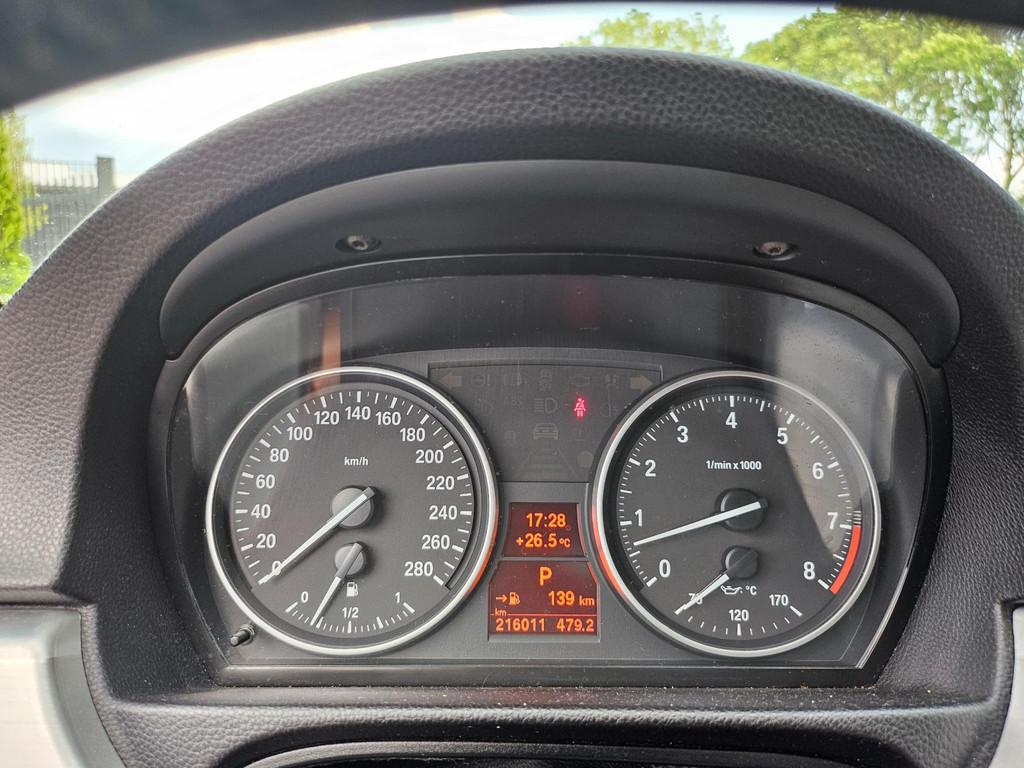 0 20 40 60 80 100 120 140 160 180 200 220 240 260 280
km/h
0 1/2 1
17:28
+26.5°C
P
→ 139 km
km
216011 479.2
0 1 2 3 4 5 6 7 8
1/min x 1000
°C
120 170